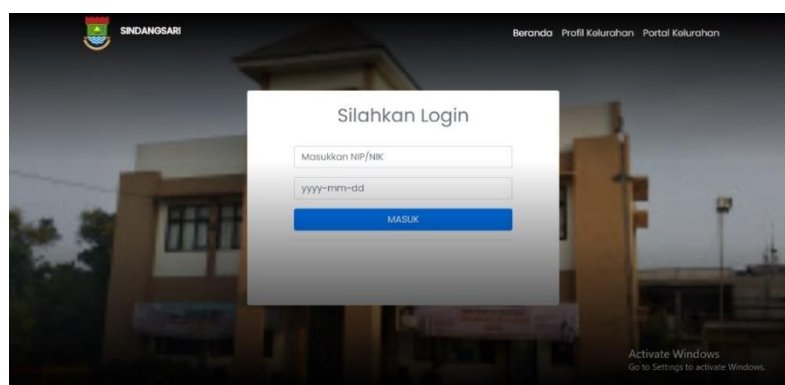 SINDANGSARI
Beranda Profil Kelurahan Portal Kelurahan
Silahkan Login
Masukkan NIP/NIK
yyyy-mm-dd
MASUK
Activate Windows
Go to Settings to activate Windows.